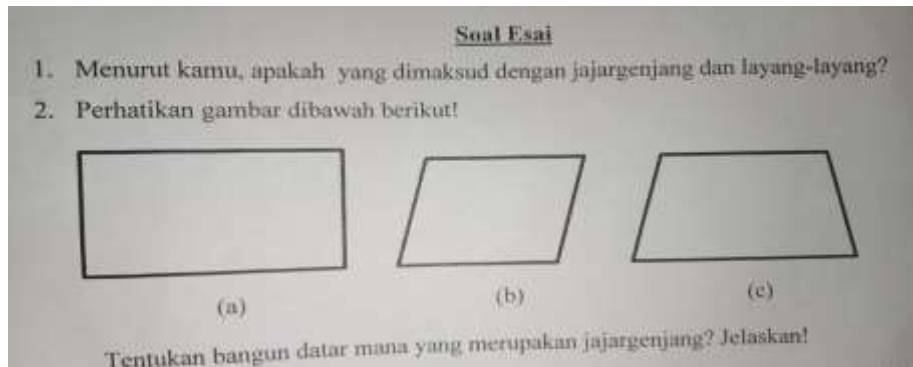 Soal Esai
1. Menurut kamu, apakah yang dimaksud dengan jajargenjang dan layang-layang?
2. Perhatikan gambar dibawah berikut!
(a) (b) (c)
Tentukan bangun datar mana yang merupakan jajargenjang? Jelaskan!